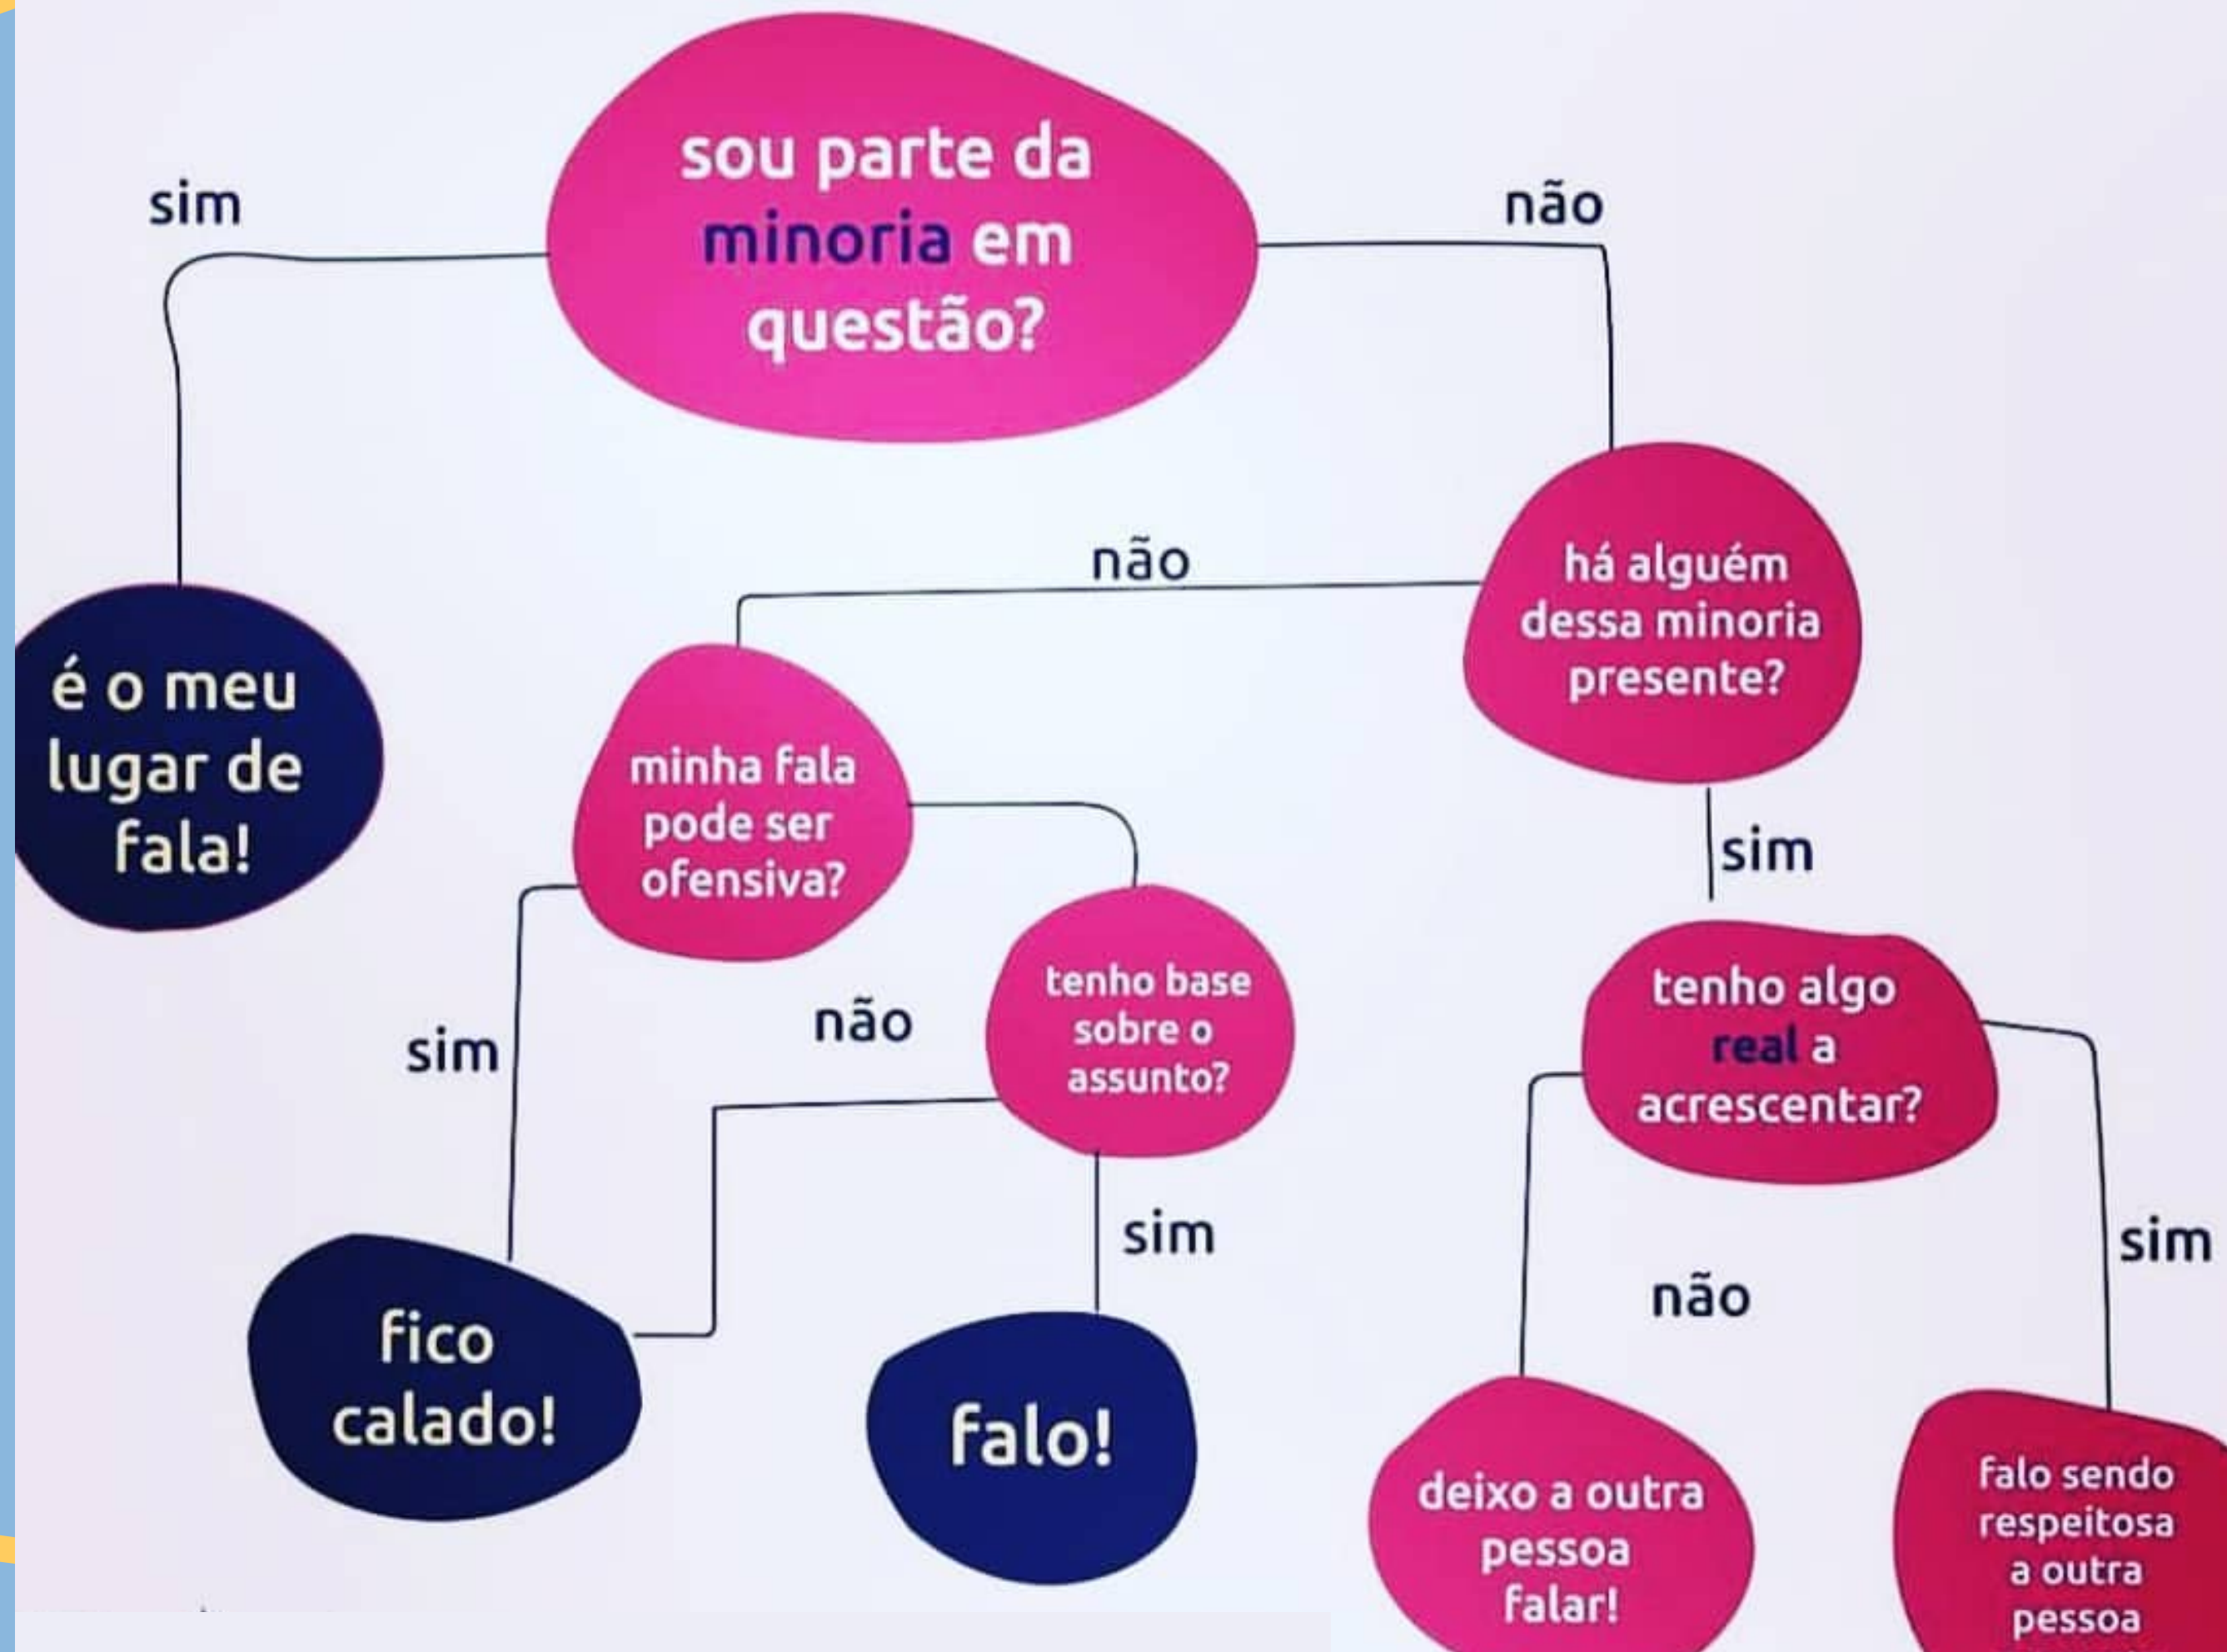 sou parte da
minoria em
questão?
sim
não
há alguém
dessa minoria
presente?
não
é o meu
lugar de
fala!
minha fala
pode ser
ofensiva?
sim
tenho base
sobre o
assunto?
não
sim
tenho algo
real a
acrescentar?
sim
não
sim
fico
calado!
falo!
deixo a outra
pessoa
falar!
falo sendo
respeitosa
a outra
pessoa